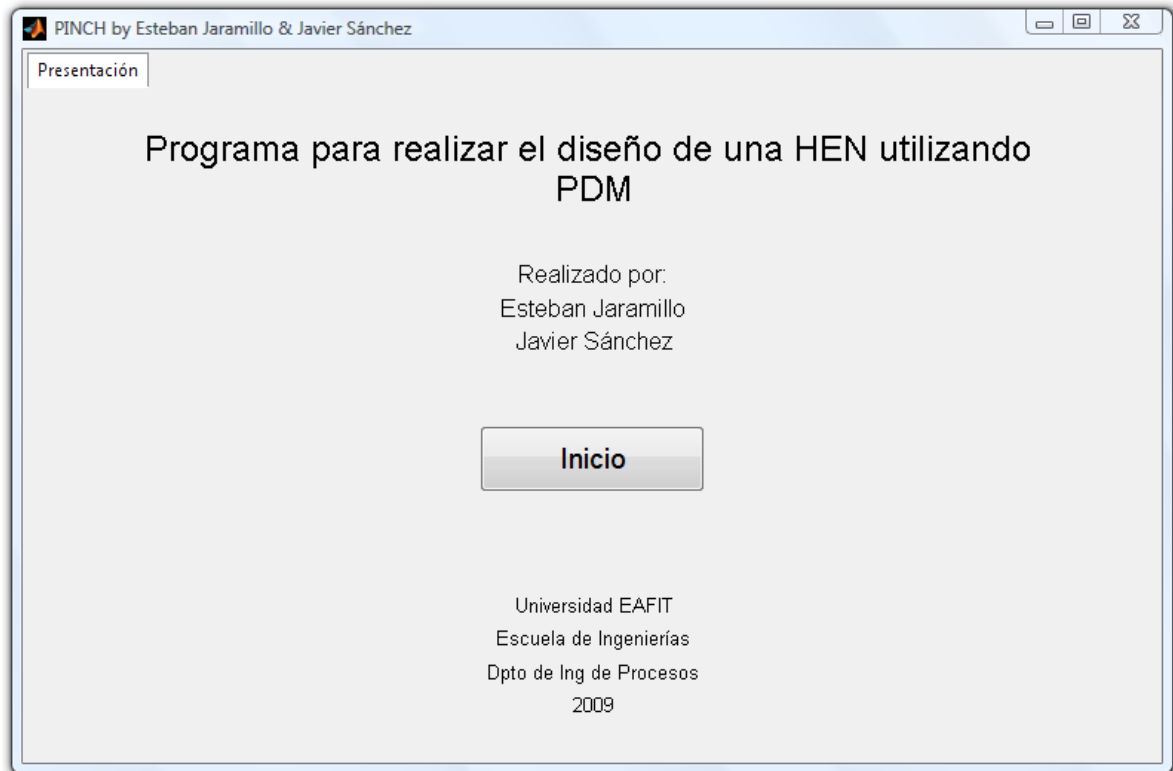 PINCH by Esteban Jaramillo & Javier Sánchez
Presentación
Programa para realizar el diseño de una HEN utilizando
PDM
Realizado por:
Esteban Jaramillo
Javier Sánchez
Inicio
Universidad EAFIT
Escuela de Ingenierías
Dpto de Ing de Procesos
2009